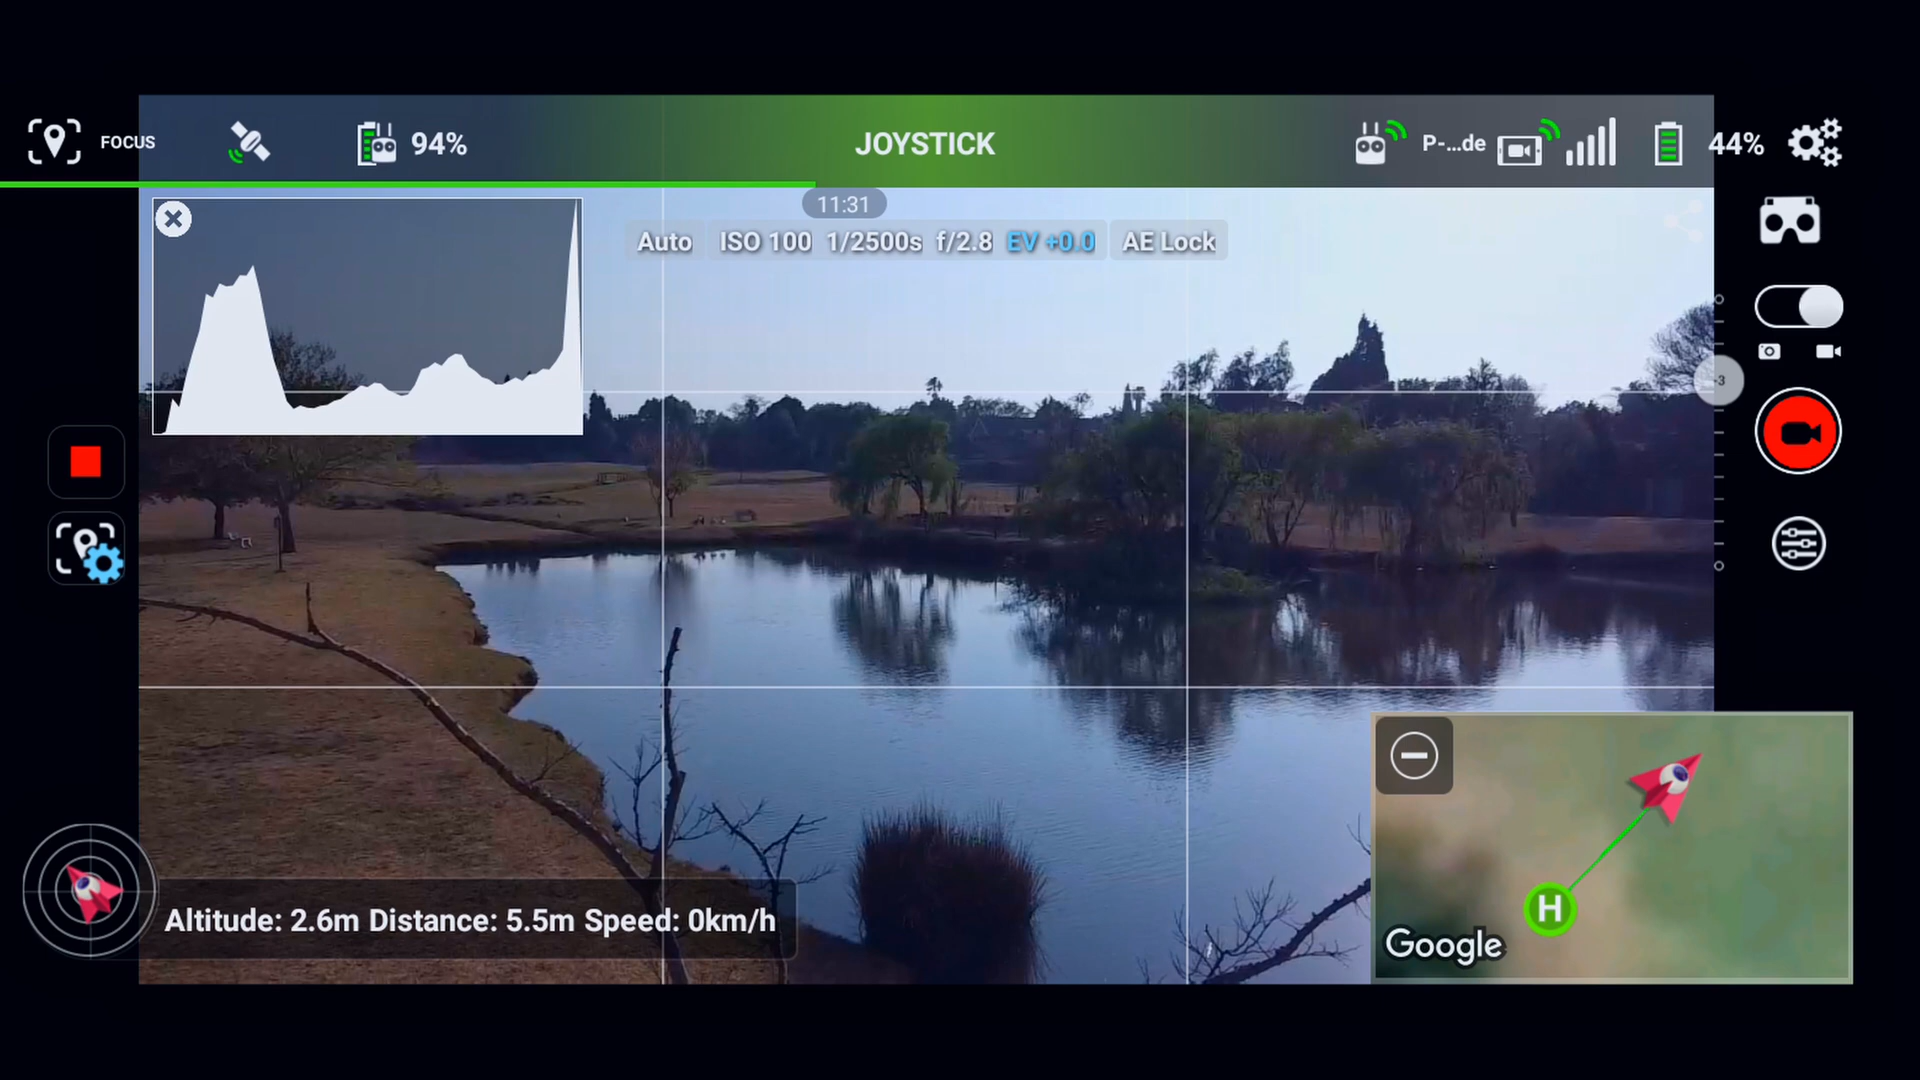 FOCUS
94%
JOYSTICK
P-...de
44%
11:31
Auto ISO 100 1/2500s f/2.8 EV +0.0 AE Lock
-3
Altitude: 2.6m Distance: 5.5m Speed: 0km/h
H
Google